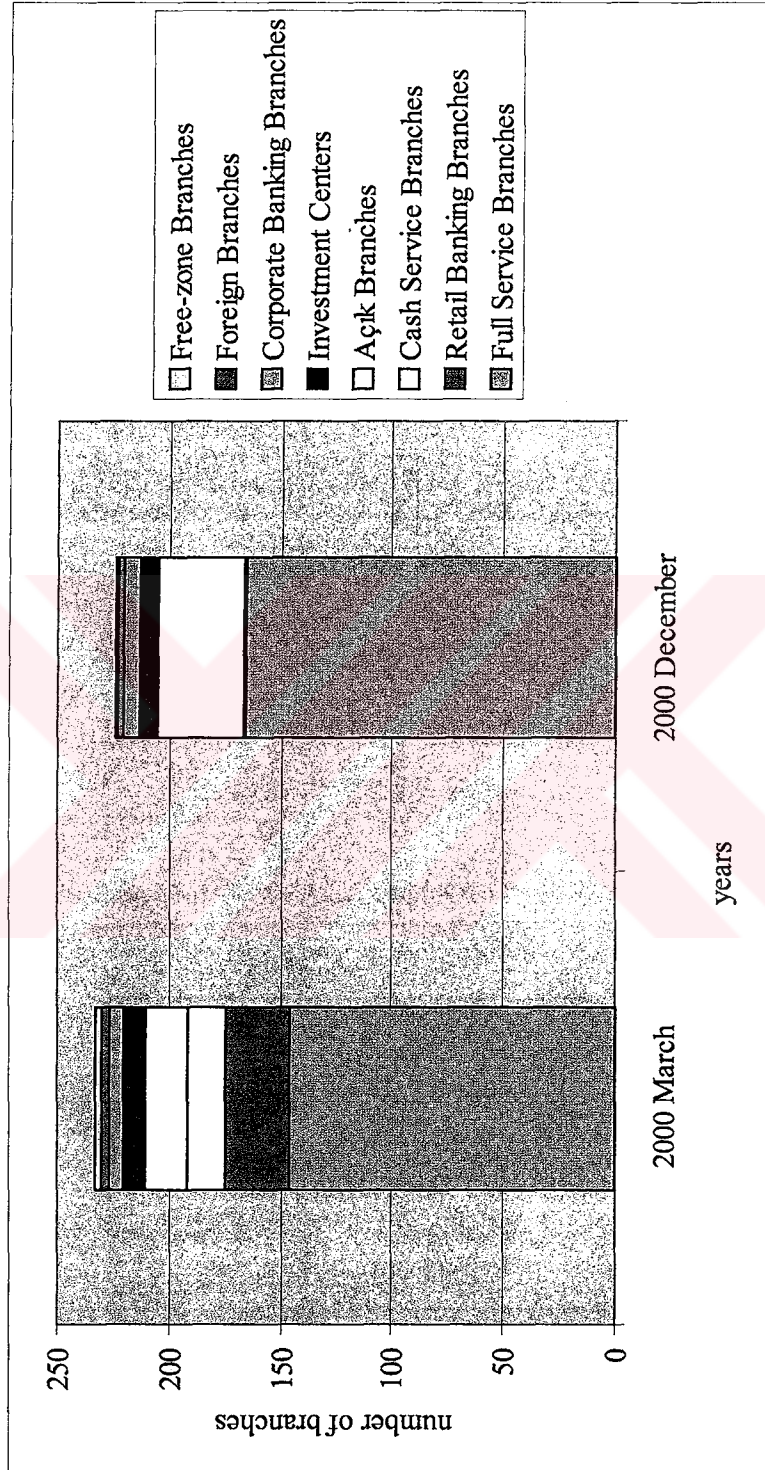 250
200
150
100
50
0
number of branches
2000 March
2000 December
years
Free-zone Branches
Foreign Branches
Corporate Banking Branches
Investment Centers
Açık Branches
Cash Service Branches
Retail Banking Branches
Full Service Branches